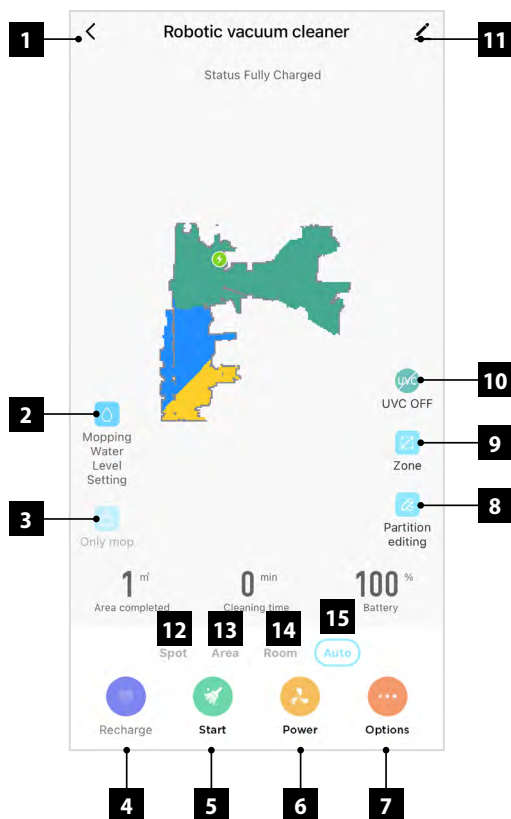 1
Robotic vacuum cleaner
11
Status Fully Charged
UVC
10
UVC OFF
2
Mopping
Water
Level
Setting
9
Zone
3
Only mop
8
Partition
editing
1 ㎡
0 min
100 %
Area completed
Cleaning time
Battery
12
13
14
15
Spot
Area
Room
Auto
Recharge
Start
Power
Options
4
5
6
7